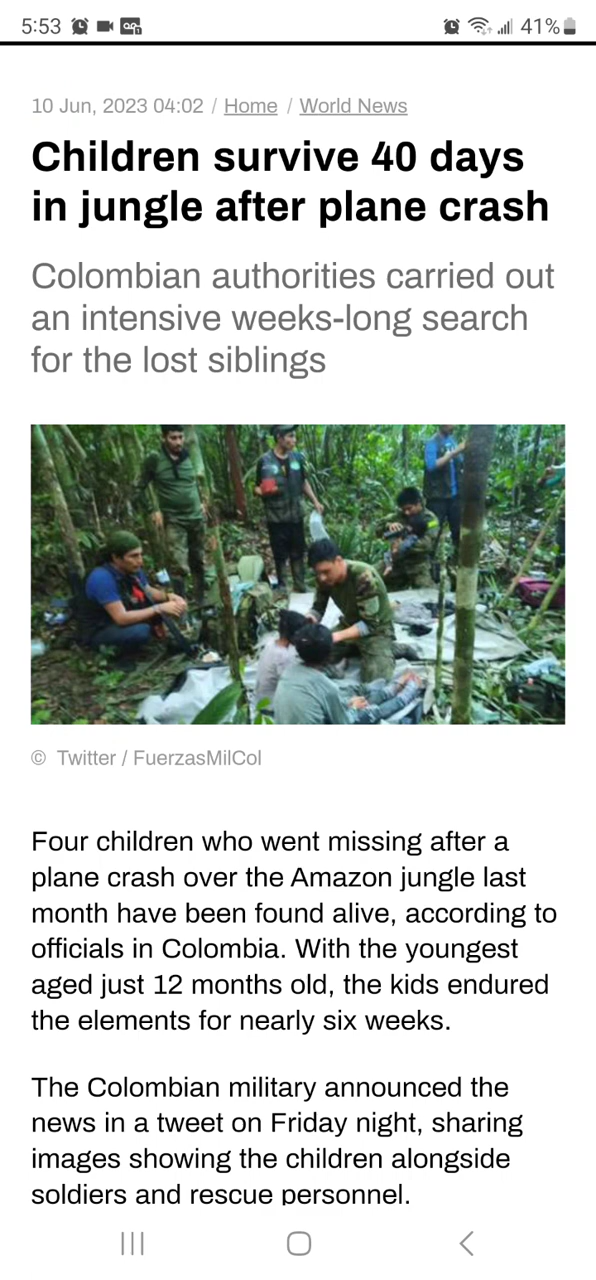 5:53
41%
10 Jun, 2023 04:02 / Home / World News
Children survive 40 days
in jungle after plane crash
Colombian authorities carried out
an intensive weeks-long search
for the lost siblings
© Twitter / FuerzasMilCol
Four children who went missing after a
plane crash over the Amazon jungle last
month have been found alive, according to
officials in Colombia. With the youngest
aged just 12 months old, the kids endured
the elements for nearly six weeks.
The Colombian military announced the
news in a tweet on Friday night, sharing
images showing the children alongside
soldiers and rescue personnel.